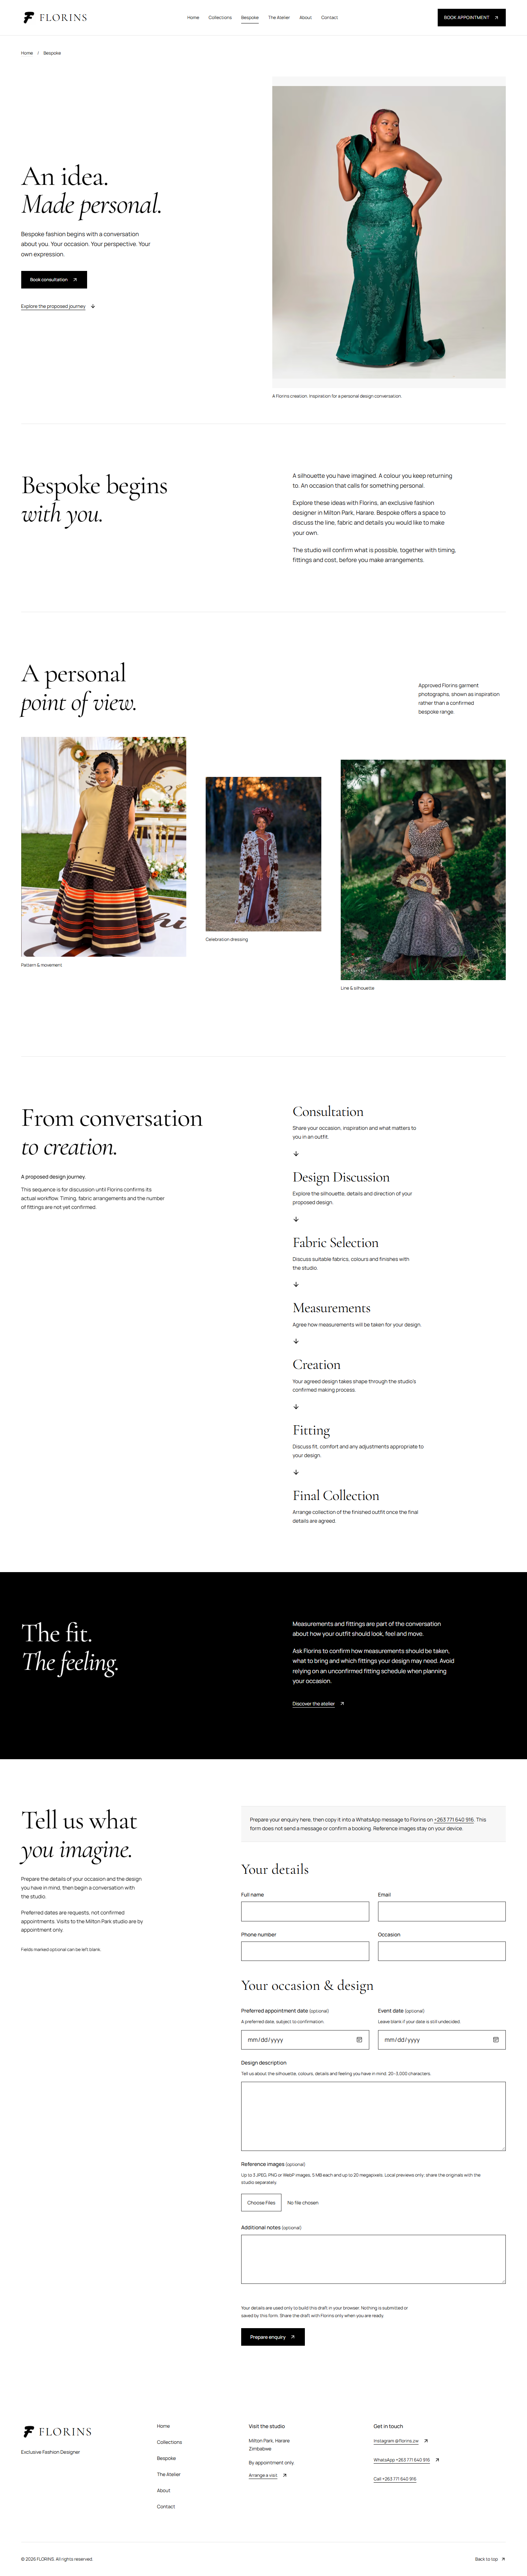 FLORINS
Home
Collections
Bespoke
The Atelier
About
Contact
BOOK APPOINTMENT
Home / Bespoke
An idea.
Made personal.
Bespoke fashion begins with a conversation
about you. Your occasion. Your perspective. Your
own expression.
Book consultation
Explore the proposed journey
A Florins creation. Inspiration for a personal design conversation.
Bespoke begins
with you.
A silhouette you have imagined. A colour you keep returning
to. An occasion that calls for something personal.
Explore these ideas with Florins, an exclusive fashion
designer in Milton Park, Harare. Bespoke offers a space to
discuss the line, fabric and details you would like to make
your own.
The studio will confirm what is possible, together with timing,
fittings and cost, before you make arrangements.
A personal
point of view.
Approved Florins garment
photographs, shown as inspiration
rather than a confirmed
bespoke range.
Pattern & movement
Celebration dressing
Line & silhouette
From conversation
to creation.
A proposed design journey.
This sequence is for discussion until Florins confirms its
actual workflow. Timing, fabric arrangements and the number
of fittings are not yet confirmed.
Consultation
Share your occasion, inspiration and what matters to
you in an outfit.
Design Discussion
Explore the silhouette, details and direction of your
proposed design.
Fabric Selection
Discuss suitable fabrics, colours and finishes with
the studio.
Measurements
Agree how measurements will be taken for your design.
Creation
Your agreed design takes shape through the studio's
confirmed making process.
Fitting
Discuss fit, comfort and any adjustments appropriate to
your design.
Final Collection
Arrange collection of the finished outfit once the final
details are agreed.
The fit.
The feeling.
Measurements and fittings are part of the conversation
about how your outfit should look, feel and move.
Ask Florins to confirm how measurements should be taken,
what to bring and which fittings your design may need. Avoid
relying on an unconfirmed fitting schedule when planning
your occasion.
Discover the atelier
Tell us what
you imagine.
Prepare the details of your occasion and the design
you have in mind, then begin a conversation with
the studio.
Preferred dates are requests, not confirmed
appointments. Visits to the Milton Park studio are by
appointment only.
Fields marked optional can be left blank.
Prepare your enquiry here, then copy it into a WhatsApp message to Florins on +263 771 640 916. This
form does not send a message or confirm a booking. Reference images stay on your device.
Your details
Full name
Email
Phone number
Occasion
Your occasion & design
Preferred appointment date (optional)
A preferred date, subject to confirmation.
mm/dd/yyyy
Event date (optional)
Leave blank if your date is still undecided.
mm/dd/yyyy
Design description
Tell us about the silhouette, colours, details and feeling you have in mind. 20–3,000 characters.
Reference images (optional)
Up to 3 JPEG, PNG or WebP images, 5 MB each and up to 20 megapixels. Local previews only; share the originals with the
studio separately.
Choose Files No file chosen
Additional notes (optional)
Your details are used only to build this draft in your browser. Nothing is submitted or
saved by this form. Share the draft with Florins only when you are ready.
Prepare enquiry
FLORINS
Exclusive Fashion Designer
Home
Collections
Bespoke
The Atelier
About
Contact
Visit the studio
Milton Park, Harare
Zimbabwe
By appointment only
Arrange a visit
Get in touch
Instagram @florins.zw
WhatsApp +263 771 640 916
Call +263 771 640 916
© 2026 FLORINS. All rights reserved.
Back to top